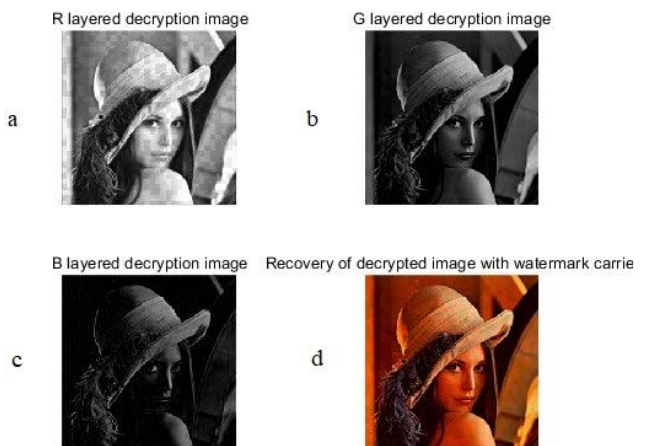 R layered decryption image
G layered decryption image
a
b
B layered decryption image
Recovery of decrypted image with watermark carrie
c
d